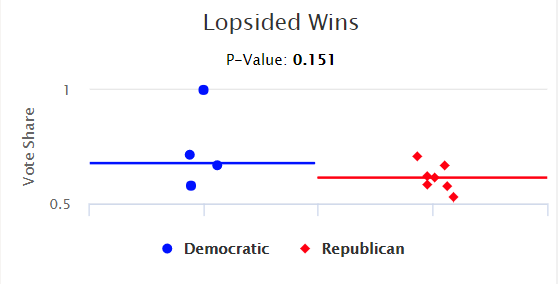 Lopsided Wins
P-Value: 0.151
1
Vote Share
0.5
Democratic
Republican